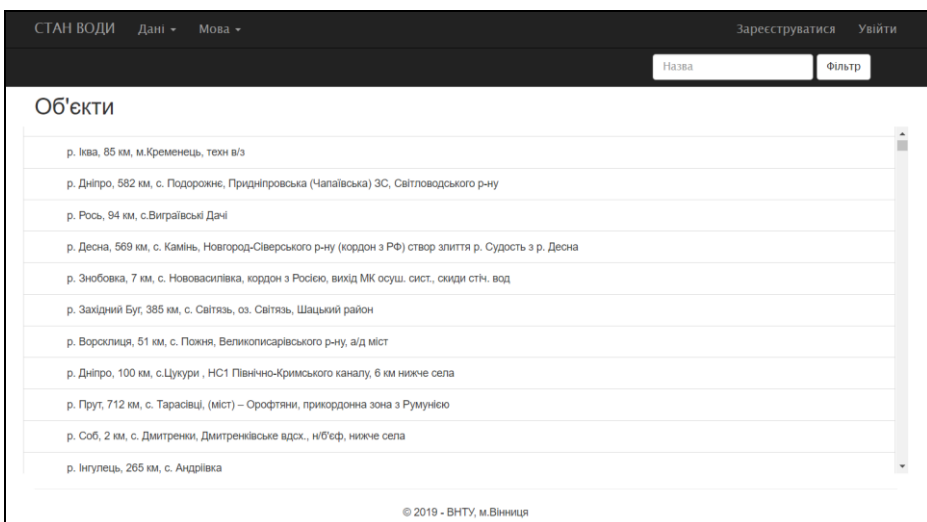 СТАН ВОДИ Дані Мова Зареєструватися Увійти
Назва Фільтр
Об'єкти
р. Іква, 85 км, м.Кременець, техн в/з
р. Дніпро, 582 км, с. Подорожнє, Придніпровська (Чапаївська) ЗС, Світловодського р-ну
р. Рось, 94 км, с.Виграївські Дачі
р. Десна, 569 км, с. Камінь, Новгород-Сіверського р-ну (кордон з РФ) створ злиття р. Судость з р. Десна
р. Знобовка, 7 км, с. Нововасилівка, кордон з Росією, вихід МК осуш. сист., скиди стіч. вод
р. Західний Буг, 385 км, с. Світязь, оз. Світязь, Шацький район
р. Ворсклиця, 51 км, с. Пожня, Великописарівського р-ну, а/д міст
р. Дніпро, 100 км, с.Цукури , НС1 Північно-Кримського каналу, 6 км нижче села
р. Прут, 712 км, с. Тарасівці, (міст) – Орофтяни, прикордонна зона з Румунією
р. Соб, 2 км, с. Дмитренки, Дмитренківське вдсх., н/б'єф, нижче села
р. Інгулець, 265 км, с. Андріївка
© 2019 - ВНТУ, м.Вінниця